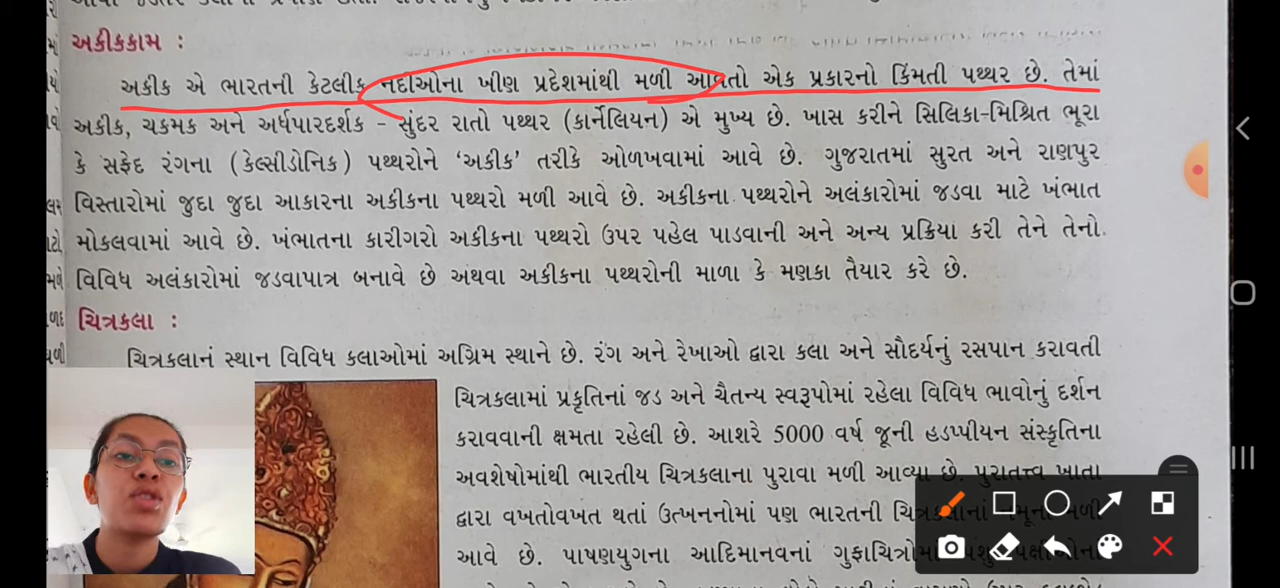 અકીકકામ :
અકીક એ ભારતની કેટલીક નદીઓના ખીણ પ્રદેશમાંથી મળી આવતો એક પ્રકારનો કિંમતી પથ્થર છે. તેમાં
અકીક, ચકમક અને અર્ધપારદર્શક - સુંદર રાતો પથ્થર (કાર્નેલિયન) એ મુખ્ય છે. ખાસ કરીને સિલિકા-મિશ્રિત ભૂરા
કે સફેદ રંગના (કેલ્સીડોનિક) પથ્થરોને ‘અકીક’ તરીકે ઓળખવામાં આવે છે. ગુજરાતમાં સુરત અને રાણપુર
વિસ્તારોમાં જુદા જુદા આકારના અકીકના પથ્થરો મળી આવે છે. અકીકના પથ્થરોને અલંકારોમાં જડવા માટે ખંભાત
મોકલવામાં આવે છે. ખંભાતના કારીગરો અકીકના પથ્થરો ઉપર પહેલ પાડવાની અને અન્ય પ્રક્રિયા કરી તેને તેનો
વિવિધ અલંકારોમાં જડવાપાત્ર બનાવે છે અથવા અકીકના પથ્થરોની માળા કે મણકા તૈયાર કરે છે.
ચિત્રકલા :
ચિત્રકલાનું સ્થાન વિવિધ કલાઓમાં અગ્રિમ સ્થાને છે. રંગ અને રેખાઓ દ્વારા કલા અને સૌદર્યનું રસપાન કરાવતી
ચિત્રકલામાં પ્રકૃતિનાં જડ અને ચૈતન્ય સ્વરૂપોમાં રહેલા વિવિધ ભાવોનું દર્શન
કરાવવાની ક્ષમતા રહેલી છે. આશરે 5000 વર્ષ જૂની હડપ્પીયન સંસ્કૃતિના
અવશેષોમાંથી ભારતીય ચિત્રકલાના પુરાવા મળી આવ્યા છે. પુરાતત્ત્વ ખાતા
દ્વારા વખતોવખત થતાં ઉત્ખનનોમાં પણ ભારતની ચિત્રકલાનાં નમૂના મળી
આવે છે. પાષણયુગના આદિમાનવનાં ગુફાચિત્રોમાં